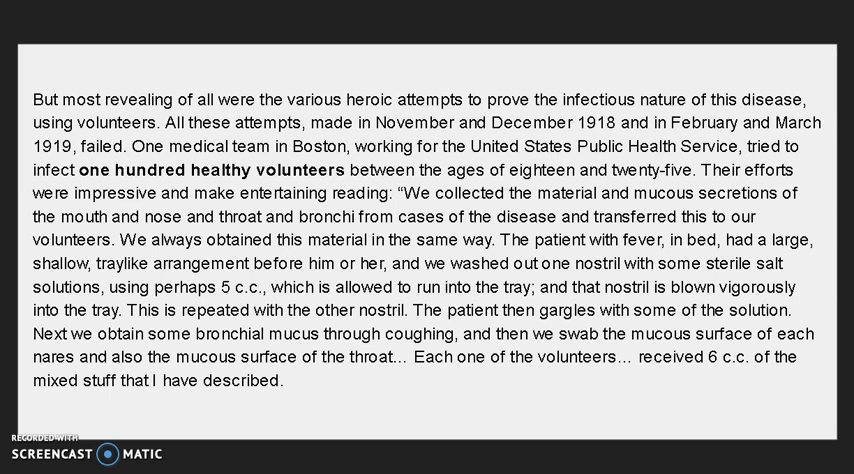 But most revealing of all were the various heroic attempts to prove the infectious nature of this disease,
using volunteers. All these attempts, made in November and December 1918 and in February and March
1919, failed. One medical team in Boston, working for the United States Public Health Service, tried to
infect one hundred healthy volunteers between the ages of eighteen and twenty-five. Their efforts
were impressive and make entertaining reading: “We collected the material and mucous secretions of
the mouth and nose and throat and bronchi from cases of the disease and transferred this to our
volunteers. We always obtained this material in the same way. The patient with fever, in bed, had a large,
shallow, traylike arrangement before him or her, and we washed out one nostril with some sterile salt
solutions, using perhaps 5 c.c., which is allowed to run into the tray; and that nostril is blown vigorously
into the tray. This is repeated with the other nostril. The patient then gargles with some of the solution.
Next we obtain some bronchial mucus through coughing, and then we swab the mucous surface of each
nares and also the mucous surface of the throat... Each one of the volunteers... received 6 c.c. of the
mixed stuff that I have described.
RECORDED WITH
SCREENCAST MATIC